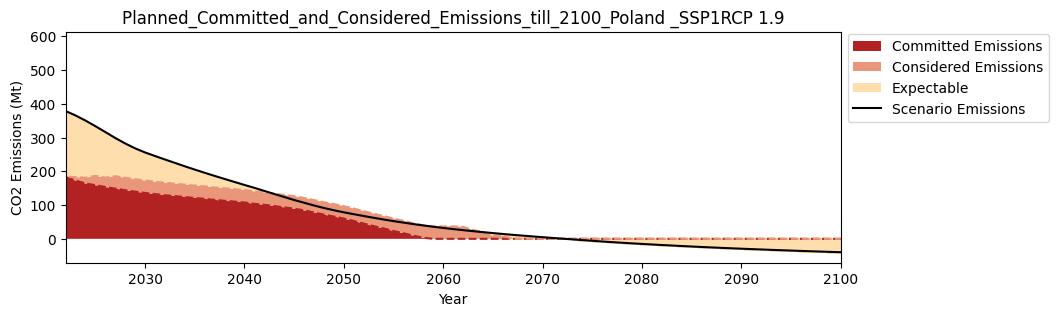 Planned_Committed_and_Considered_Emissions_till_2100_Poland _SSP1RCP 1.9
CO2 Emissions (Mt)
600
500
400
300
200
100
0
2030 2040 2050 2060 2070 2080 2090 2100
Year
Committed Emissions
Considered Emissions
Expectable
Scenario Emissions